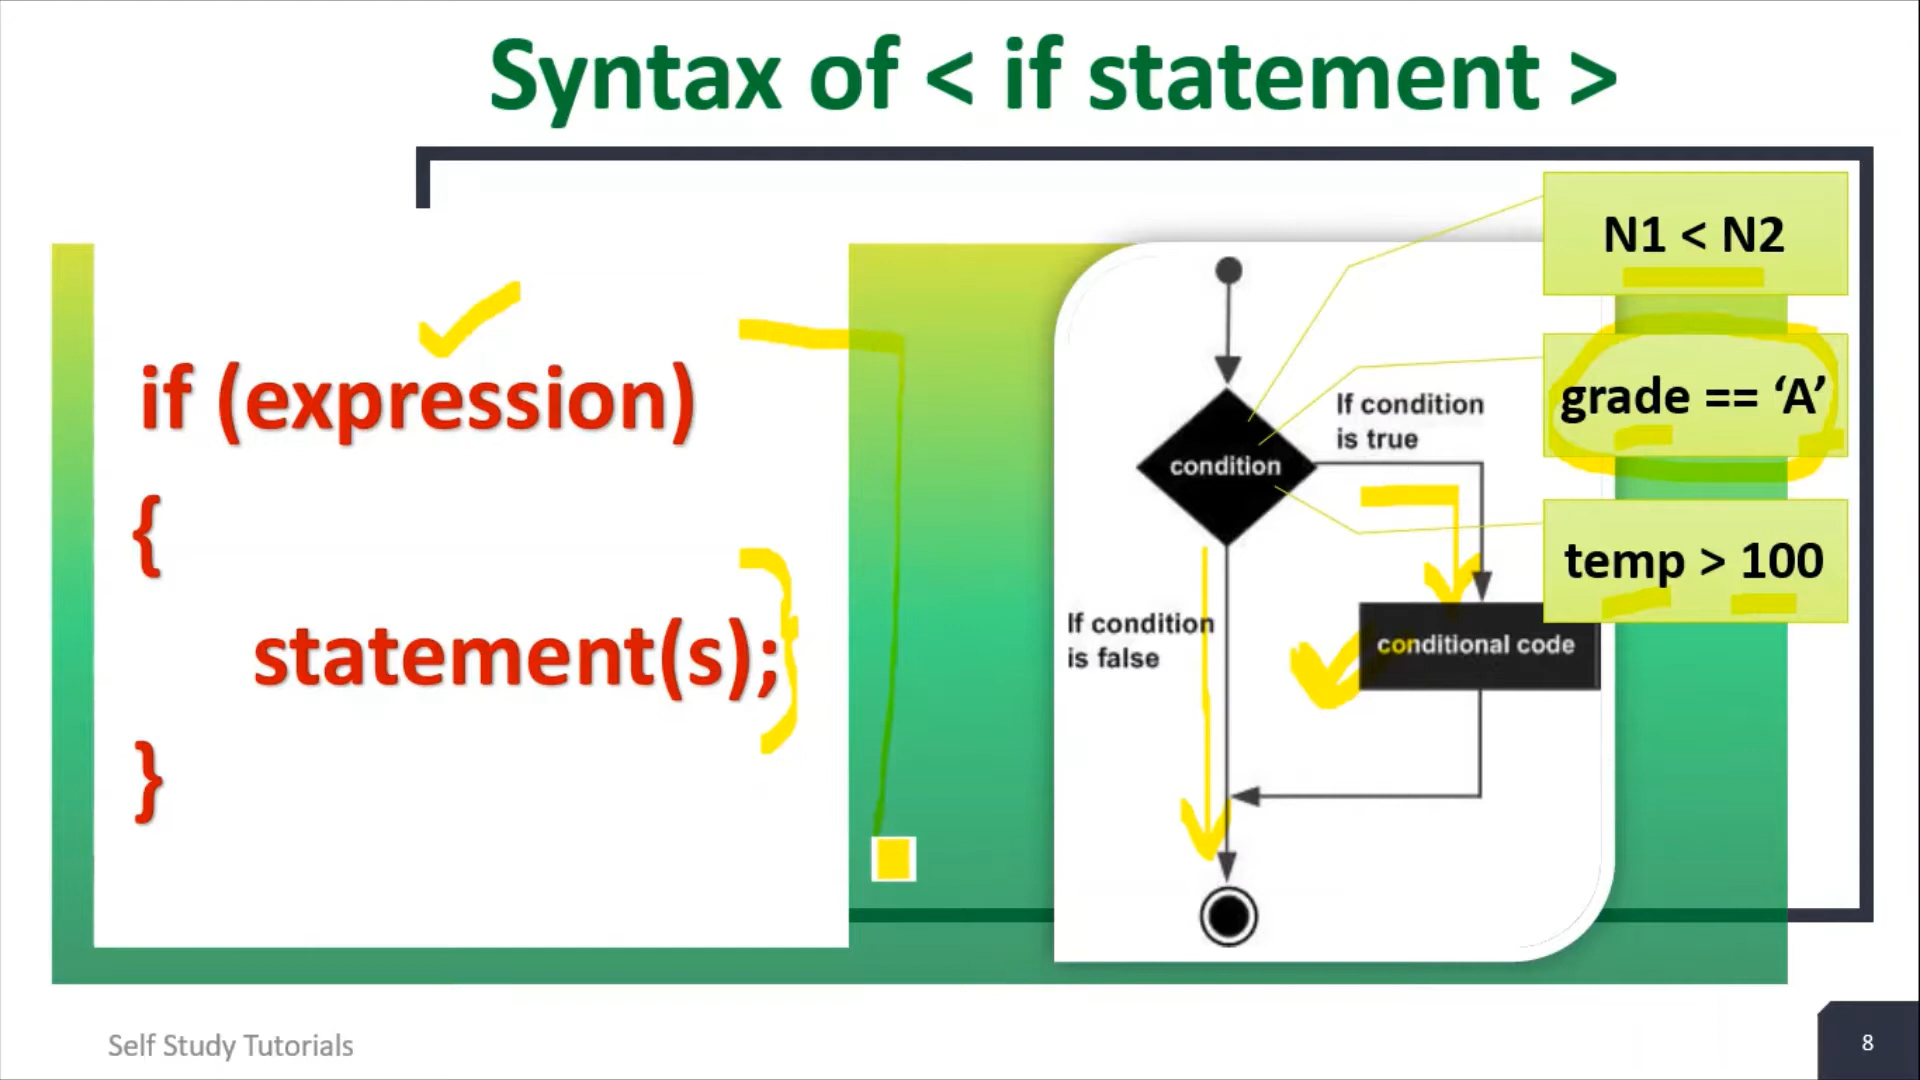 Syntax of < if statement >
if (expression)
{
statement(s);
}
condition
If condition
is true
If condition
is false
conditional code
N1 < N2
grade == ‘A’
temp > 100
Self Study Tutorials
8